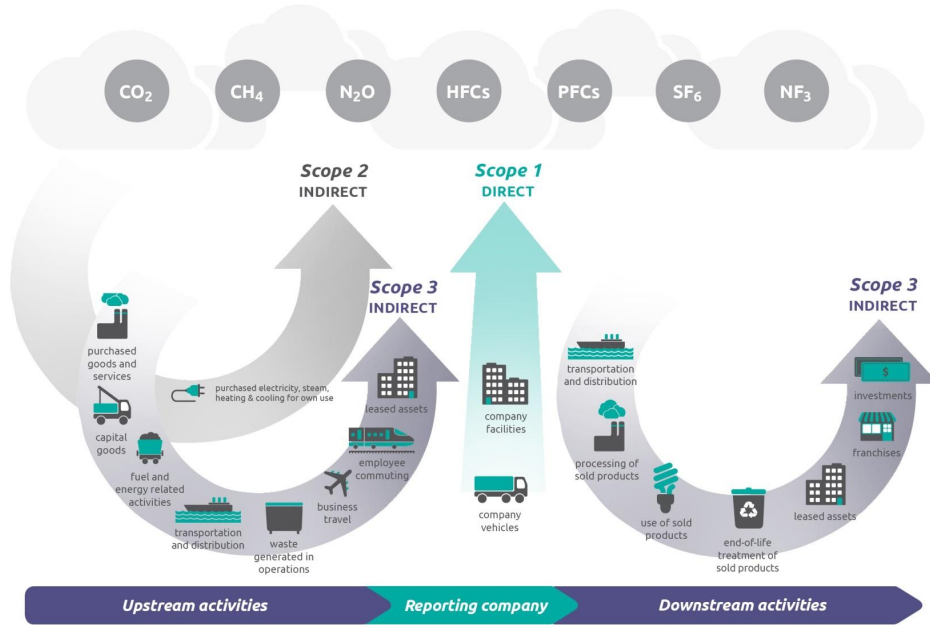 CO₂
CH₄
N₂O
HFCs
PFCs
SF₆
NF₃
Scope 2
INDIRECT
Scope 1
DIRECT
Scope 3
INDIRECT
Scope 3
INDIRECT
purchased
goods and
services
capital
goods
fuel and
energy related
activities
purchased electricity, steam,
heating & cooling for own use
transportation
and distribution
waste
generated in
operations
business
travel
employee
commuting
leased assets
company
facilities
company
vehicles
transportation
and distribution
processing of
sold products
use of sold
products
end-of-life
treatment of
sold products
leased assets
franchises
$
investments
Upstream activities
Reporting company
Downstream activities